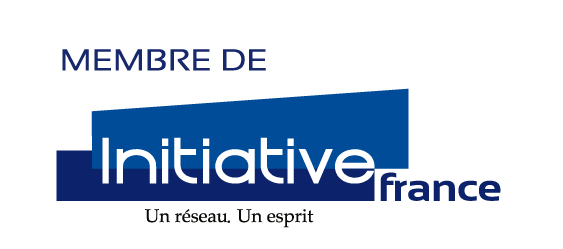 MEMBRE DE
Initiative
france
Un réseau. Un esprit